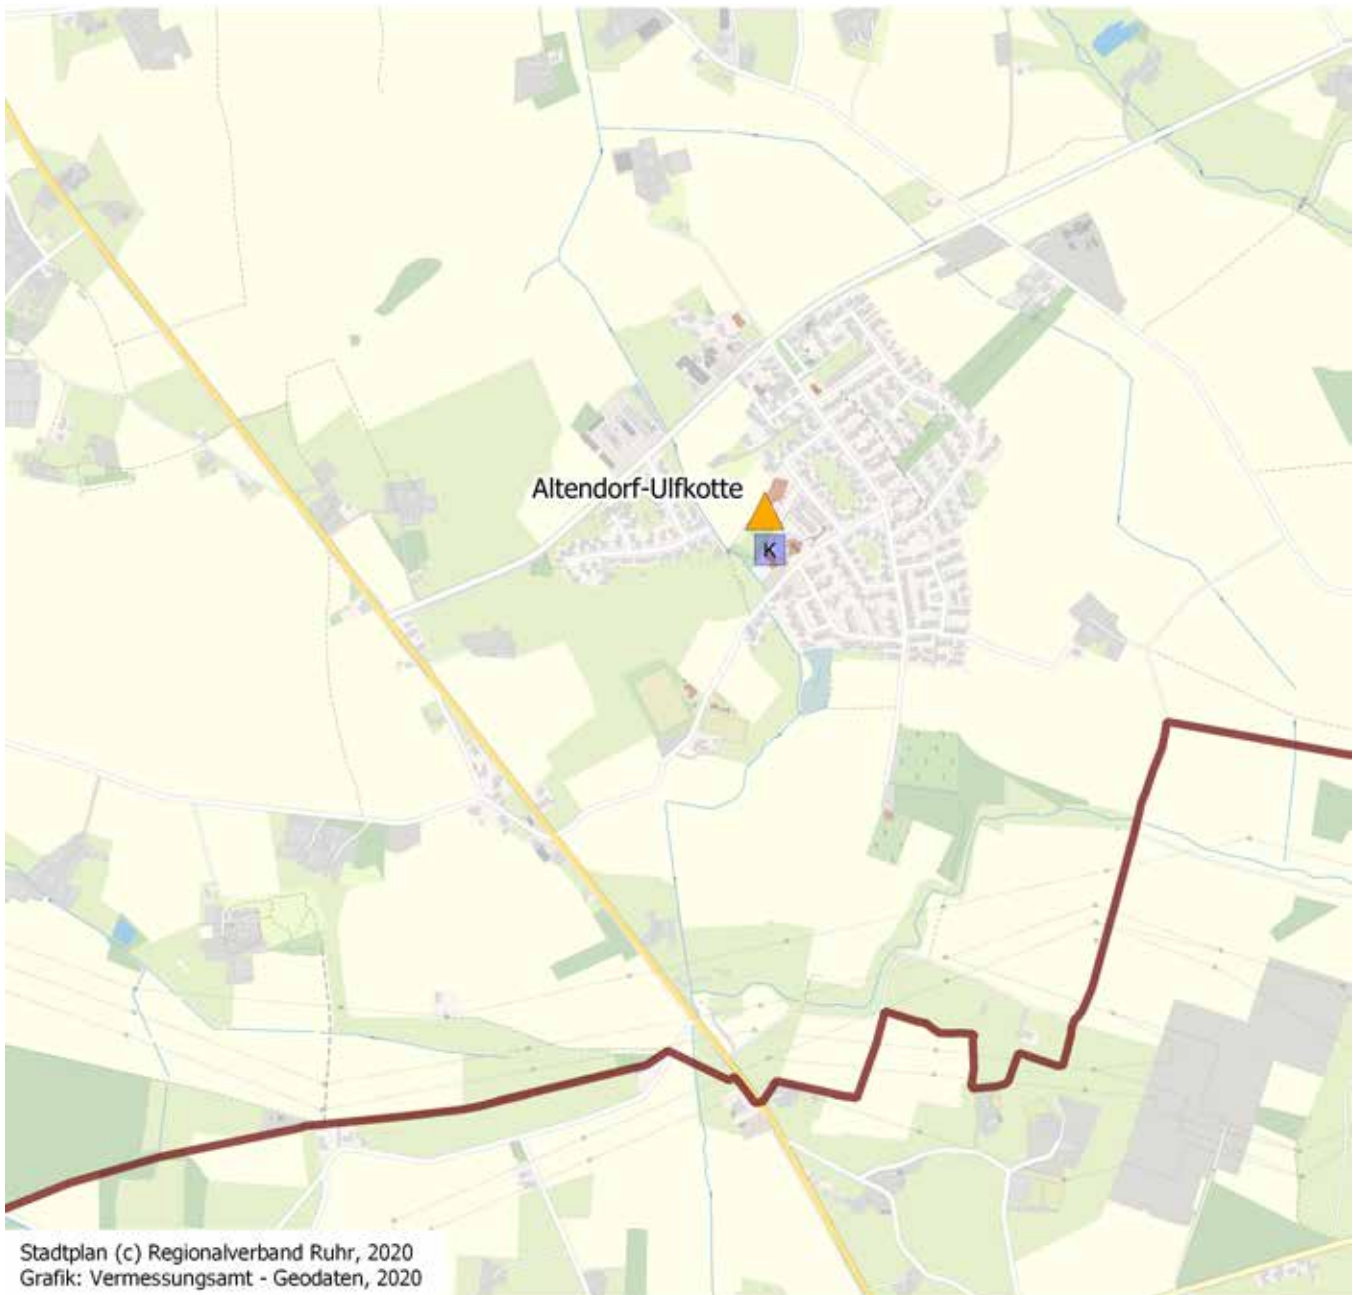 Altendorf-Ulfkotte
K
Stadtplan (c) Regionalverband Ruhr, 2020
Grafik: Vermessungsamt - Geodaten, 2020